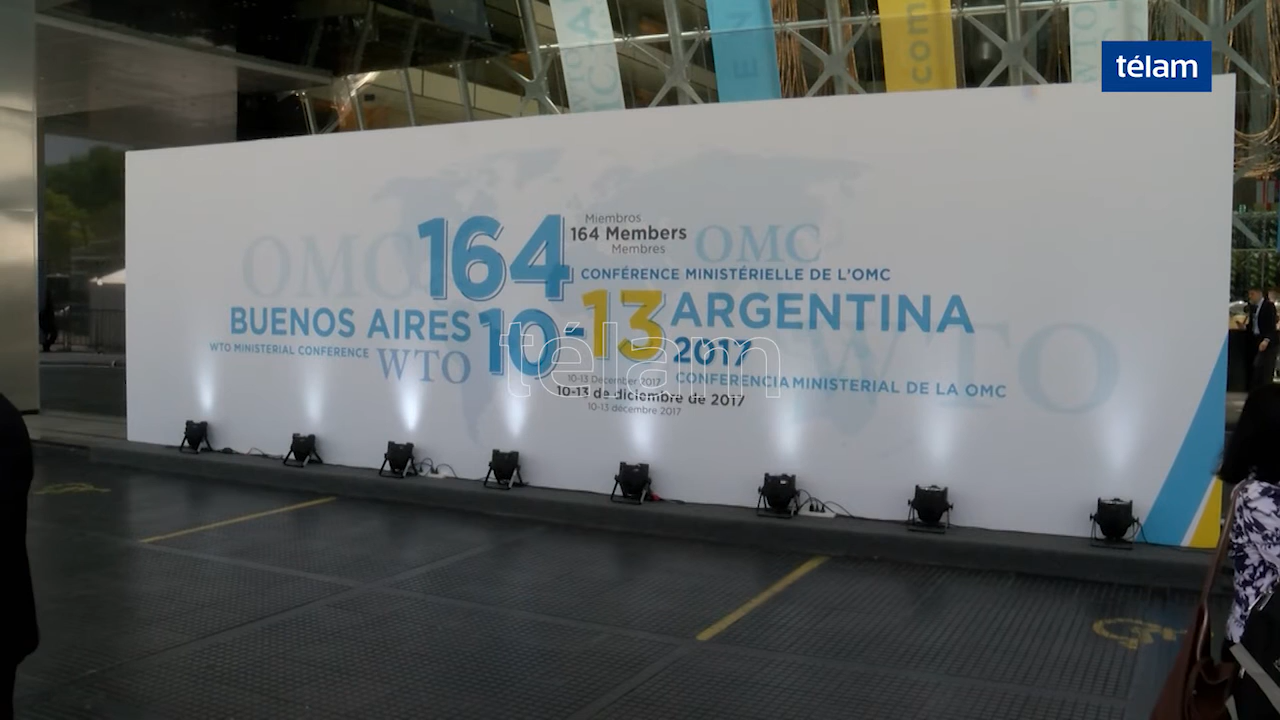 télam
com
OMC
164
Miembros
164 Members
Membres
OMC
CONFÉRENCE MINISTÉRIELLE DE L'OMC
BUENOS AIRES
10-13
ARGENTINA
WTO MINISTERIAL CONFERENCE
WTO
2017
WTO
télam
10-13 December 2017
CONFERENCIA MINISTERIAL DE LA OMC
10-13 de diciembre de 2017
10-13 décembre 2017